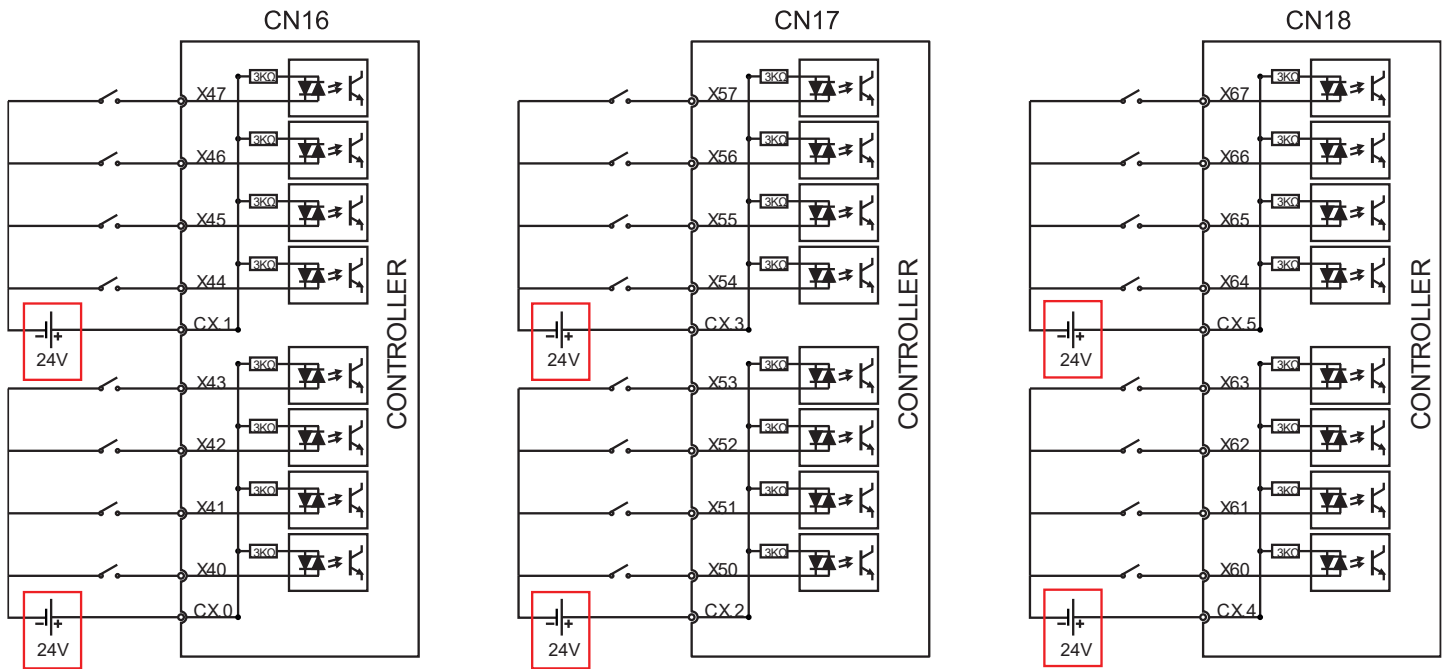 CN16
CN17
CN18
3KΩ
X47
3KΩ
X46
3KΩ
X45
3KΩ
X44
CX.1
− +
24V
3KΩ
X43
3KΩ
X42
3KΩ
X41
3KΩ
X40
CX.0
− +
24V
CONTROLLER
3KΩ
X57
3KΩ
X56
3KΩ
X55
3KΩ
X54
CX.3
− +
24V
3KΩ
X53
3KΩ
X52
3KΩ
X51
3KΩ
X50
CX.2
− +
24V
CONTROLLER
3KΩ
X67
3KΩ
X66
3KΩ
X65
3KΩ
X64
CX.5
− +
24V
3KΩ
X63
3KΩ
X62
3KΩ
X61
3KΩ
X60
CX.4
− +
24V
CONTROLLER